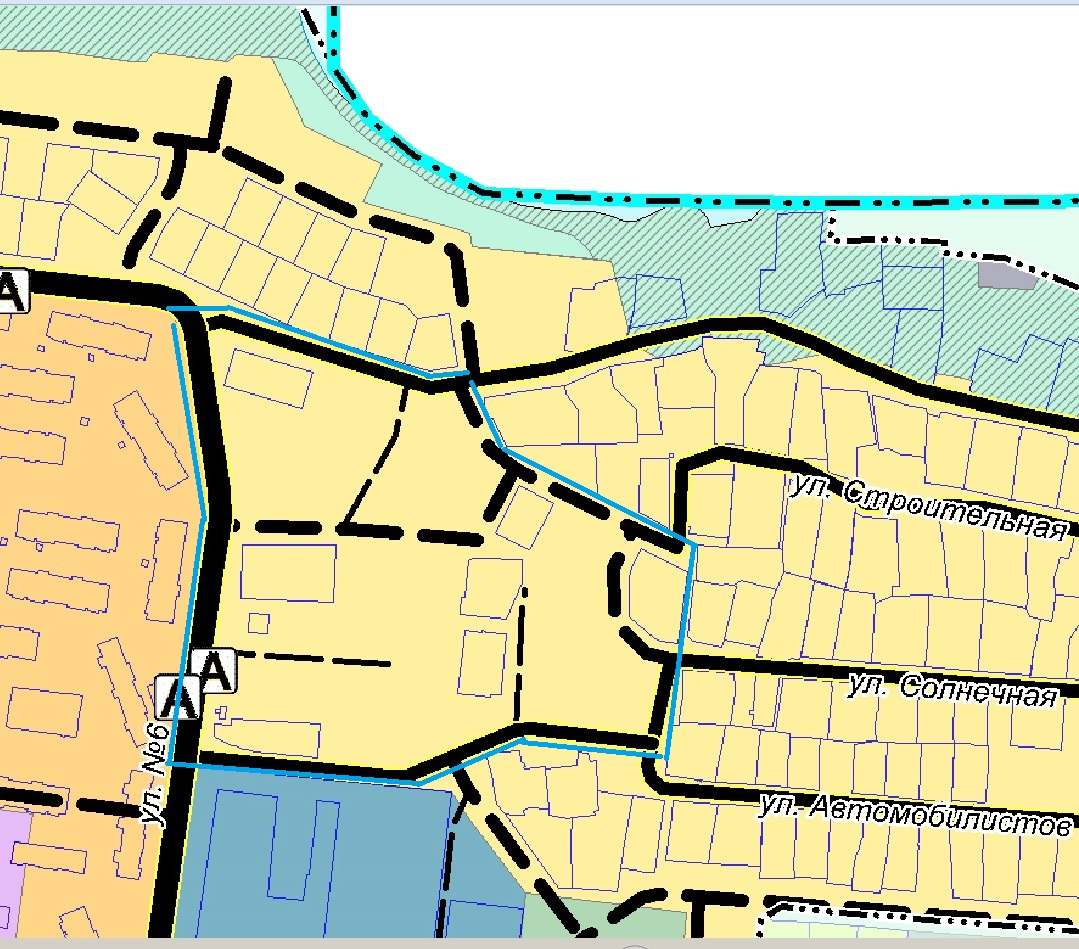 А
ул. Строительная
А
ул. Солнечная
А
ул. №6
ул. Автомобилистов